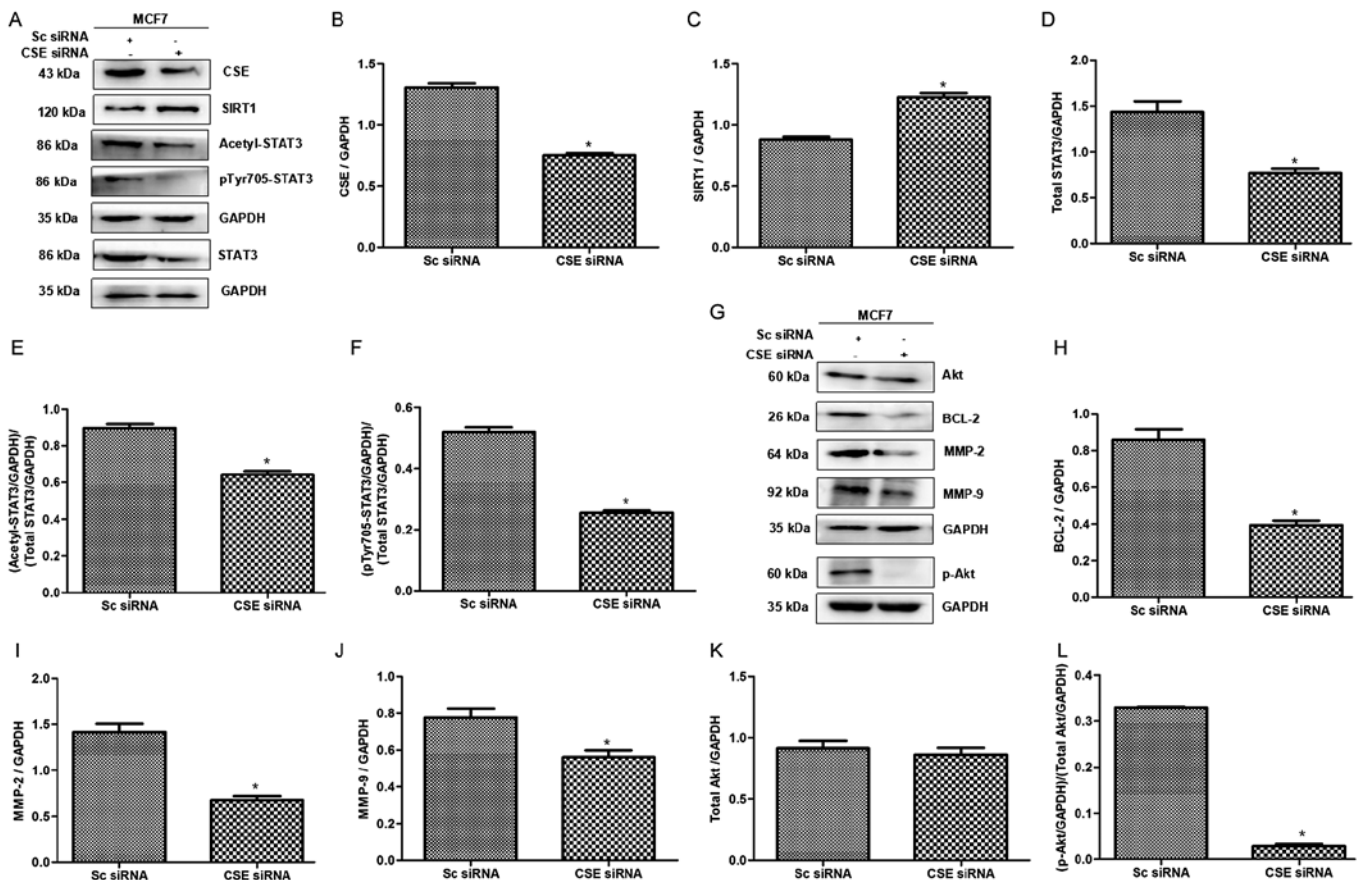 A
MCF7
Sc siRNA + -
CSE siRNA - +
43 kDa CSE
120 kDa SIRT1
86 kDa Acetyl-STAT3
86 kDa pTyr705-STAT3
35 kDa GAPDH
86 kDa STAT3
35 kDa GAPDH
B
CSE / GAPDH
1.5
1.0
0.5
0.0
*
Sc siRNA CSE siRNA
C
SIRT1 / GAPDH
1.5
1.0
0.5
0.0
*
Sc siRNA CSE siRNA
D
Total STAT3/GAPDH
2.0
1.5
1.0
0.5
0.0
*
Sc siRNA CSE siRNA
E
(Acetyl-STAT3/GAPDH)/
(Total STAT3/GAPDH)
1.0
0.8
0.6
0.4
0.2
0.0
*
Sc siRNA CSE siRNA
F
(pTyr705-STAT3/GAPDH)/
(Total STAT3/GAPDH)
0.6
0.4
0.2
0.0
*
Sc siRNA CSE siRNA
G
MCF7
Sc siRNA + -
CSE siRNA - +
60 kDa Akt
26 kDa BCL-2
64 kDa MMP-2
92 kDa MMP-9
35 kDa GAPDH
60 kDa p-Akt
35 kDa GAPDH
H
BCL-2 / GAPDH
1.0
0.8
0.6
0.4
0.2
0.0
*
Sc siRNA CSE siRNA
I
MMP-2 / GAPDH
2.0
1.5
1.0
0.5
0.0
*
Sc siRNA CSE siRNA
J
MMP-9 / GAPDH
1.0
0.8
0.6
0.4
0.2
0.0
*
Sc siRNA CSE siRNA
K
Total Akt /GAPDH
1.5
1.0
0.5
0.0
Sc siRNA CSE siRNA
L
(p-Akt/GAPDH)/(Total Akt/GAPDH)
0.4
0.3
0.2
0.1
0.0
*
Sc siRNA CSE siRNA